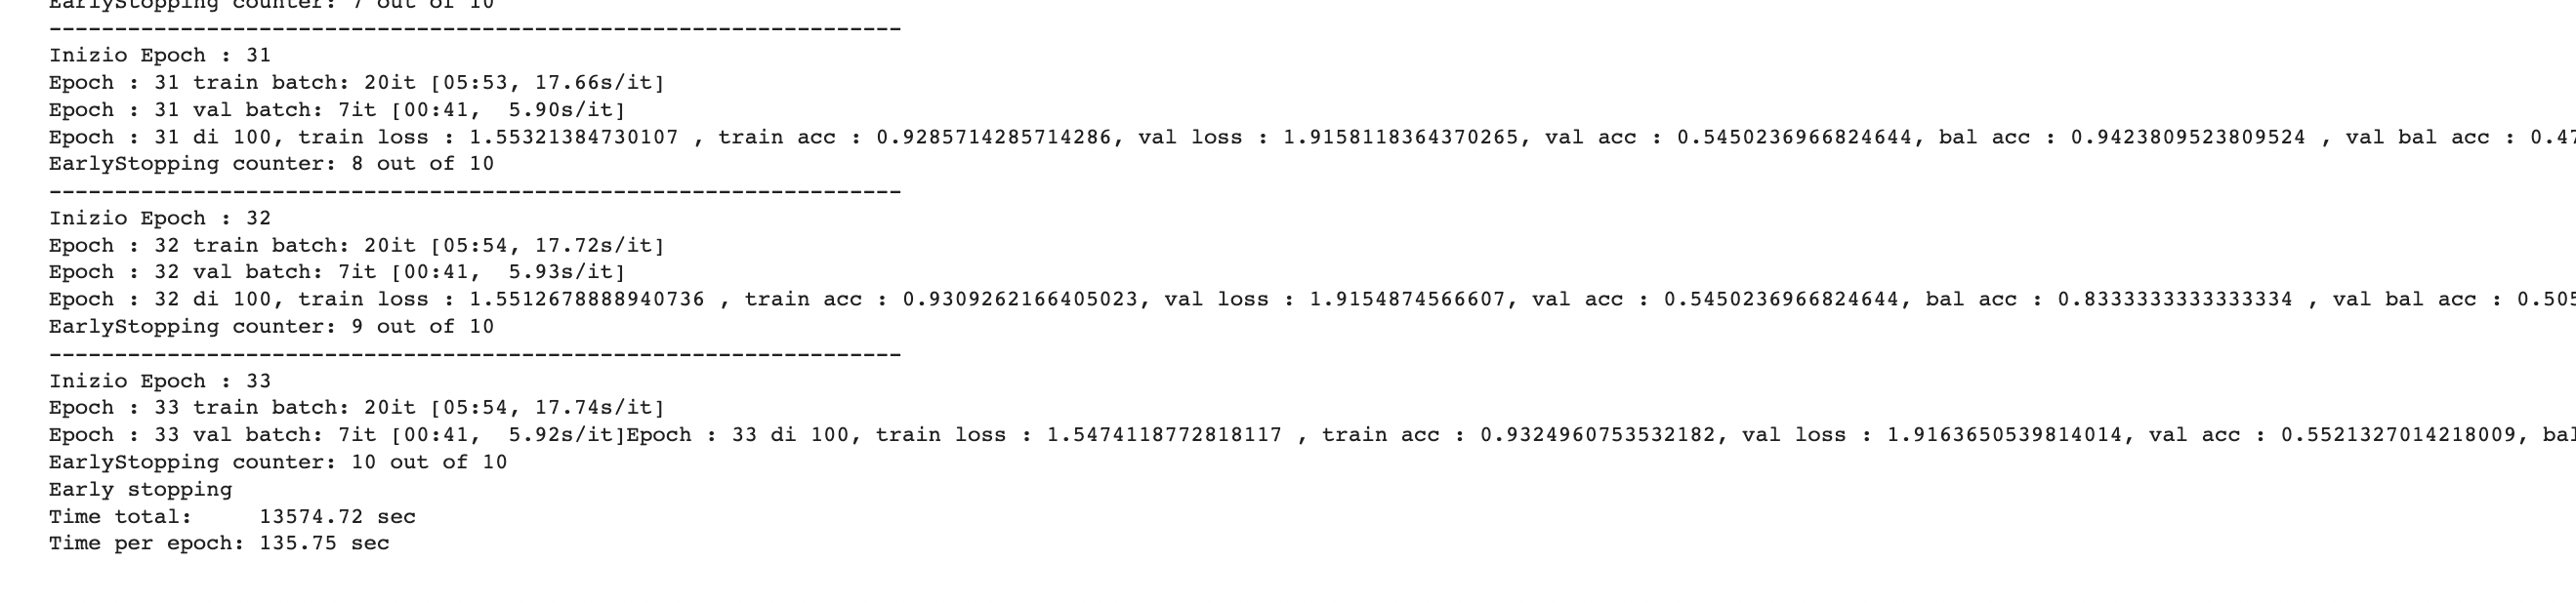 EarlyStopping counter: 7 out of 10
-----------------------------------------------------------------
Inizio Epoch : 31
Epoch : 31 train batch: 20it [05:53, 17.66s/it]
Epoch : 31 val batch: 7it [00:41,  5.90s/it]
Epoch : 31 di 100, train loss : 1.55321384730107 , train acc : 0.9285714285714286, val loss : 1.9158118364370265, val acc : 0.5450236966824644, bal acc : 0.9423809523809524 , val bal acc : 0.47
EarlyStopping counter: 8 out of 10
-----------------------------------------------------------------
Inizio Epoch : 32
Epoch : 32 train batch: 20it [05:54, 17.72s/it]
Epoch : 32 val batch: 7it [00:41,  5.93s/it]
Epoch : 32 di 100, train loss : 1.5512678888940736 , train acc : 0.9309262166405023, val loss : 1.9154874566607, val acc : 0.5450236966824644, bal acc : 0.8333333333333334 , val bal acc : 0.505
EarlyStopping counter: 9 out of 10
-----------------------------------------------------------------
Inizio Epoch : 33
Epoch : 33 train batch: 20it [05:54, 17.74s/it]
Epoch : 33 val batch: 7it [00:41,  5.92s/it]Epoch : 33 di 100, train loss : 1.5474118772818117 , train acc : 0.9324960753532182, val loss : 1.9163650539814014, val acc : 0.5521327014218009, bal
EarlyStopping counter: 10 out of 10
Early stopping
Time total:     13574.72 sec
Time per epoch: 135.75 sec